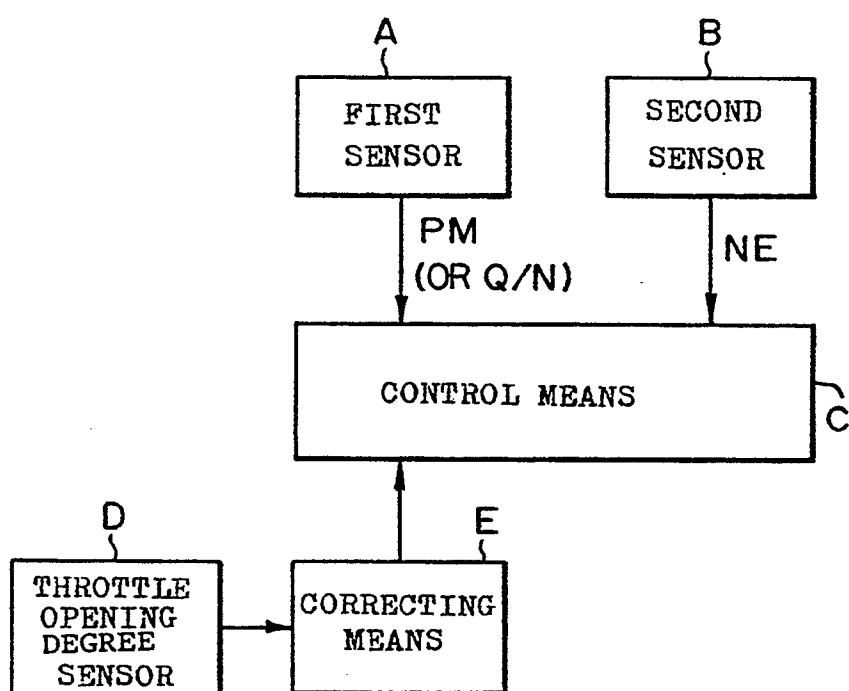 A
B
FIRST
SENSOR
SECOND
SENSOR
PM
(OR Q/N)
NE
CONTROL MEANS
C
D
E
THROTTLE
OPENING
DEGREE
SENSOR
CORRECTING
MEANS